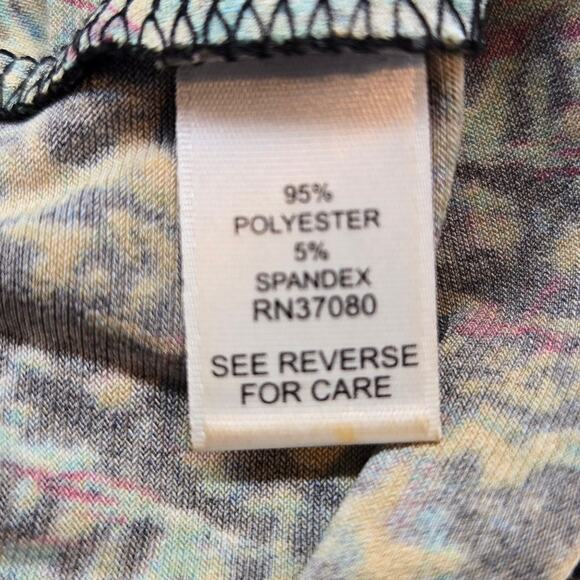 95%
POLYESTER
5%
SPANDEX
RN37080
SEE REVERSE
FOR CARE